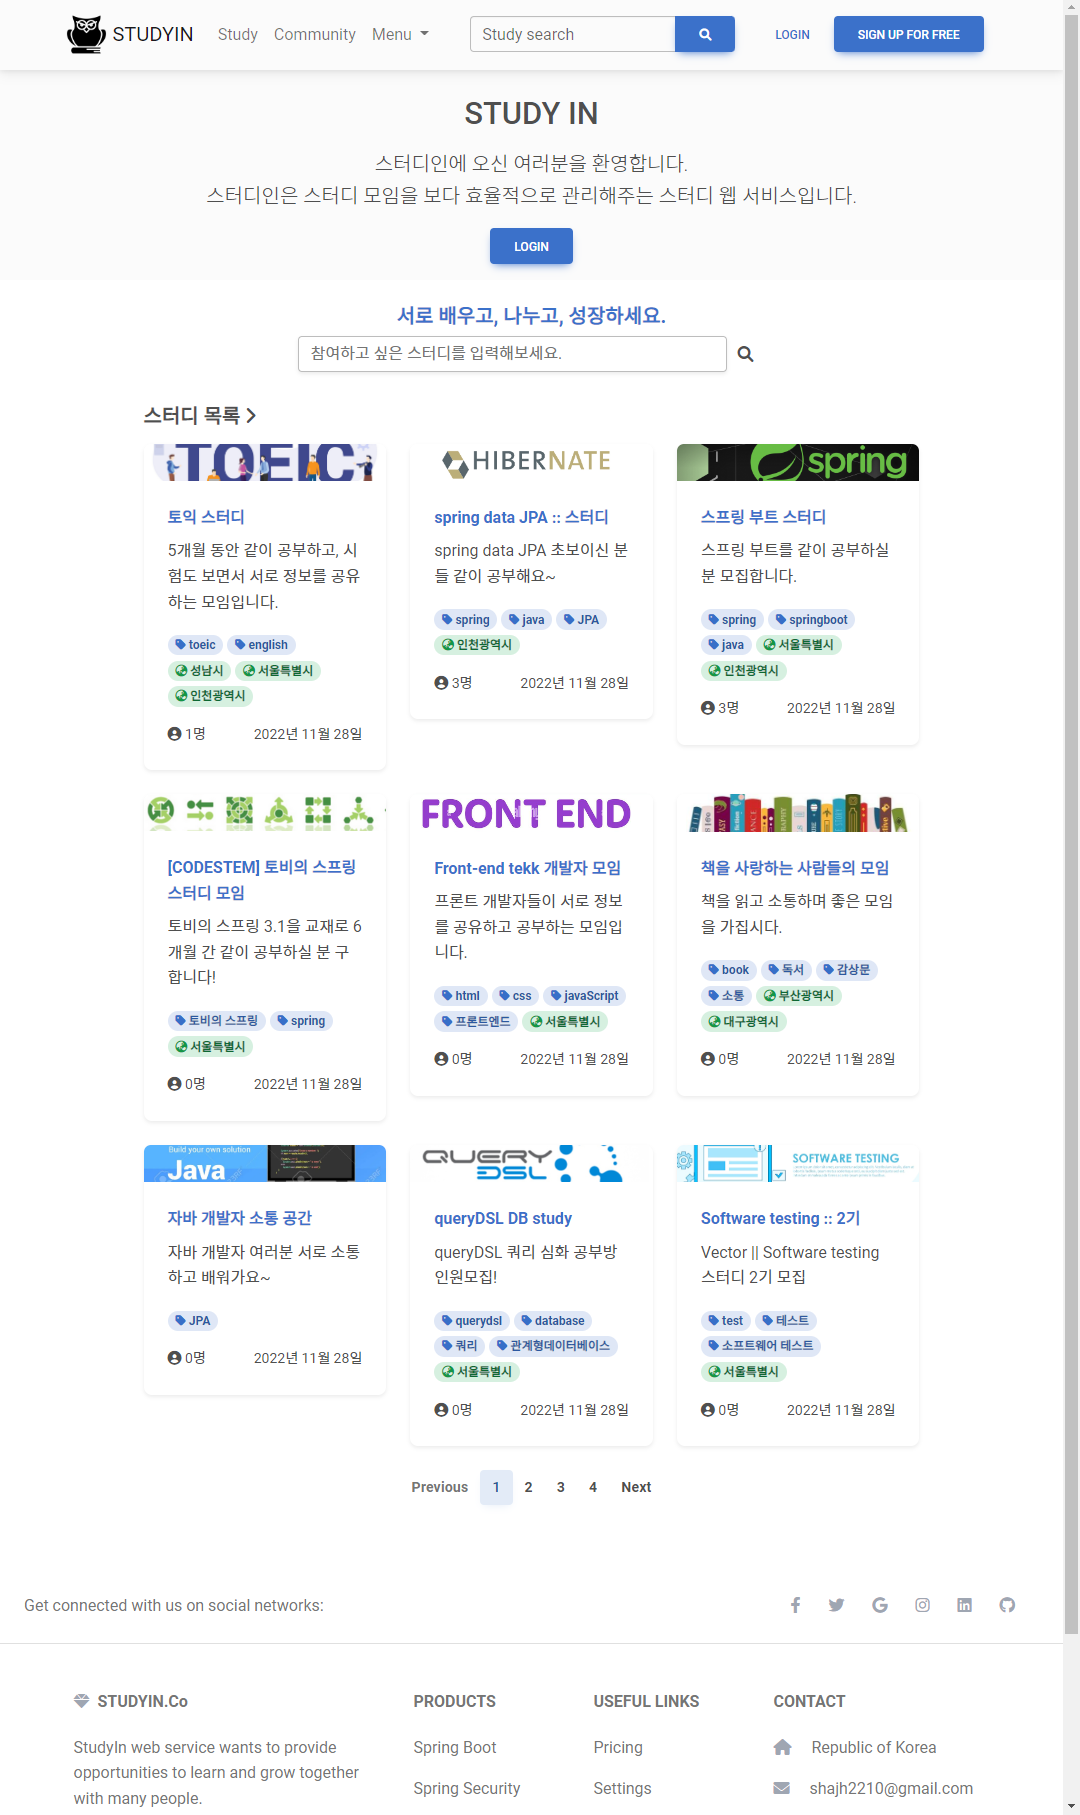 STUDYIN Study Community Menu Study search LOGIN SIGN UP FOR FREE
STUDY IN
스터디인에 오신 여러분을 환영합니다.
스터디인은 스터디 모임을 보다 효율적으로 관리해주는 스터디 웹 서비스입니다.
LOGIN
서로 배우고, 나누고, 성장하세요.
참여하고 싶은 스터디를 입력해보세요.
스터디 목록
TOEIC
토익 스터디
5개월 동안 같이 공부하고, 시
험도 보면서 서로 정보를 공유
하는 모임입니다.
toeic english
성남시 서울특별시
인천광역시
1명 2022년 11월 28일
HIBERNATE
spring data JPA :: 스터디
spring data JPA 초보이신 분
들 같이 공부해요~
spring java JPA
인천광역시
3명 2022년 11월 28일
spring
스프링 부트 스터디
스프링 부트를 같이 공부하실
분 모집합니다.
spring springboot
java 서울특별시
인천광역시
3명 2022년 11월 28일
[CODESTEM] 토비의 스프링
스터디 모임
토비의 스프링 3.1을 교재로 6
개월 간 같이 공부하실 분 구
합니다!
토비의 스프링 spring
서울특별시
0명 2022년 11월 28일
FRONT END
Front-end tekk 개발자 모임
프론트 개발자들이 서로 정보
를 공유하고 공부하는 모임입
니다.
html css javaScript
프론트엔드 서울특별시
0명 2022년 11월 28일
책을 사랑하는 사람들의 모임
책을 읽고 소통하며 좋은 모임
을 가집시다.
book 독서 감상문
소통 부산광역시
대구광역시
0명 2022년 11월 28일
Build your own solution
Java
자바 개발자 소통 공간
자바 개발자 여러분 서로 소통
하고 배워가요~
JPA
0명 2022년 11월 28일
QUERY
DSL
queryDSL DB study
queryDSL 쿼리 심화 공부방
인원모집!
querydsl database
쿼리 관계형데이터베이스
서울특별시
0명 2022년 11월 28일
SOFTWARE TESTING
Software testing :: 2기
Vector || Software testing
스터디 2기 모집
test 테스트
소프트웨어 테스트
서울특별시
0명 2022년 11월 28일
Previous 1 2 3 4 Next
Get connected with us on social networks:
STUDYIN.Co
StudyIn web service wants to provide
opportunities to learn and grow together
with many people.
PRODUCTS
Spring Boot
Spring Security
USEFUL LINKS
Pricing
Settings
CONTACT
Republic of Korea
shajh2210@gmail.com